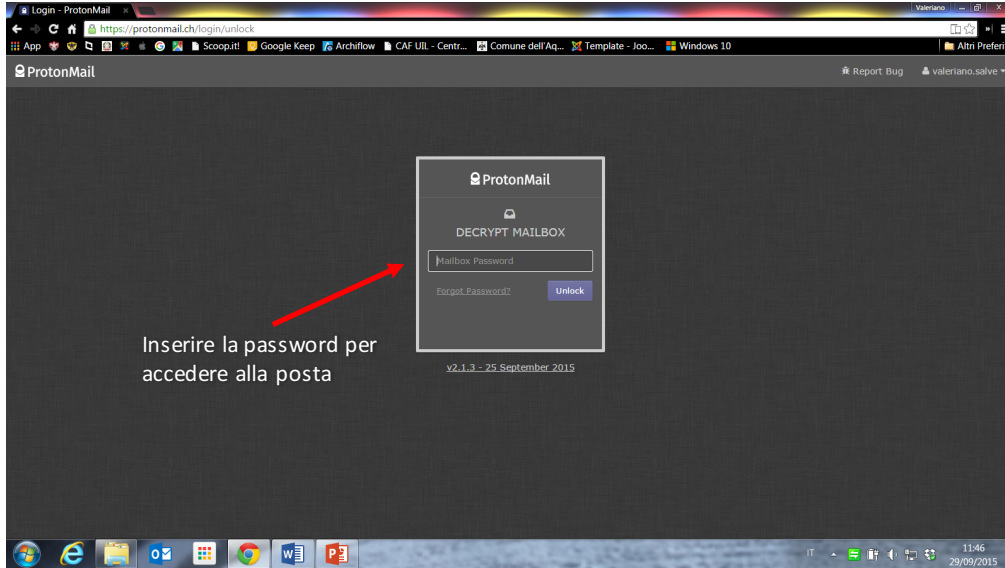 Login - ProtonMail
Valeriano
https://protonmail.ch/login/unlock
App Scoop.it! Google Keep Archiflow CAF UIL - Centr... Comune dell'Aq... Template - Joo... Windows 10 Altri Preferi
ProtonMail Report Bug valeriano.salve
ProtonMail
DECRYPT MAILBOX
Mailbox Password
Forgot Password? Unlock
Inserire la password per
accedere alla posta
v2.1.3 - 25 September 2015
IT 11:46
29/09/2015